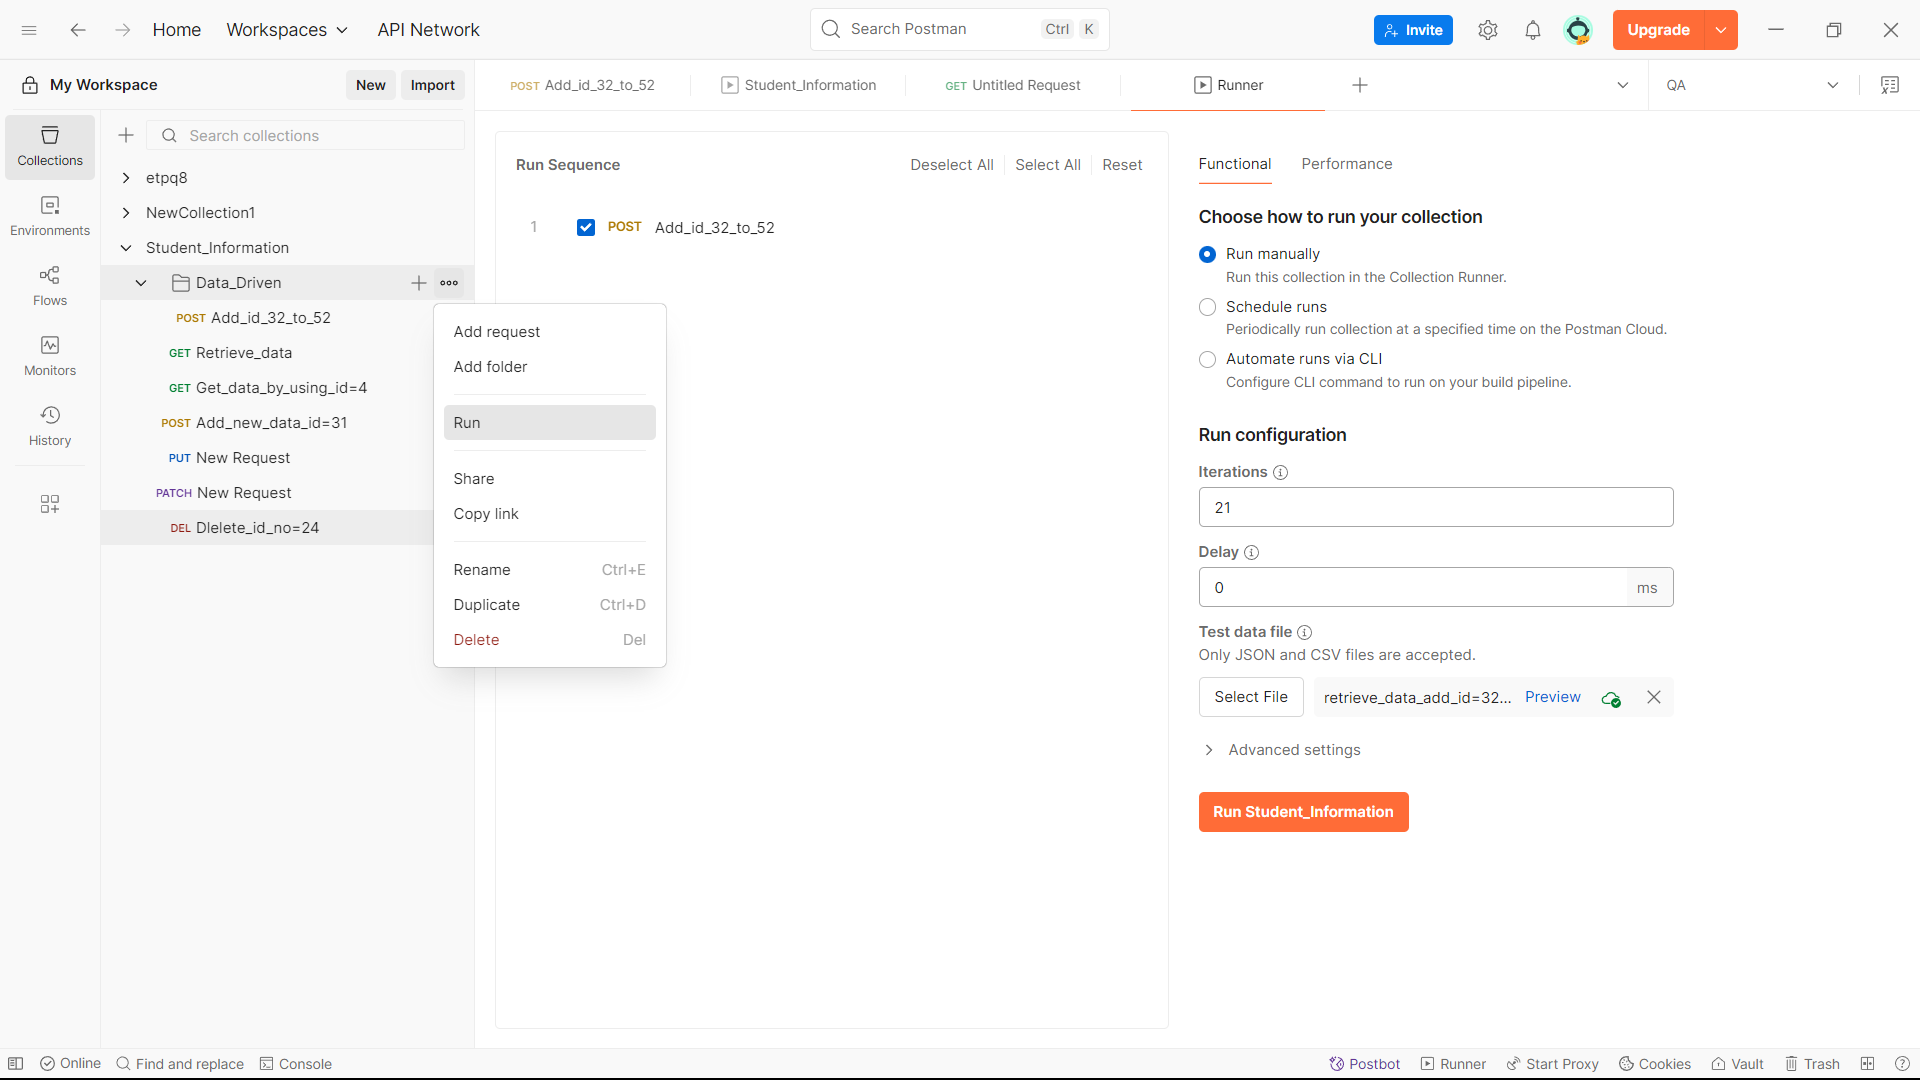 Home Workspaces API Network Search Postman Ctrl K Invite Upgrade
My Workspace New Import POST Add_id_32_to_52 Student_Information GET Untitled Request Runner QA
Collections
Environments
Flows
Monitors
History
Search collections
etpq8
NewCollection1
Student_Information
Data_Driven
POST Add_id_32_to_52
GET Retrieve_data
GET Get_data_by_using_id=4
POST Add_new_data_id=31
PUT New Request
PATCH New Request
DEL Dlelete_id_no=24
Add request
Add folder
Run
Share
Copy link
Rename Ctrl+E
Duplicate Ctrl+D
Delete Del
Run Sequence Deselect All Select All Reset
1 POST Add_id_32_to_52
Functional Performance
Choose how to run your collection
Run manually
Run this collection in the Collection Runner.
Schedule runs
Periodically run collection at a specified time on the Postman Cloud.
Automate runs via CLI
Configure CLI command to run on your build pipeline.
Run configuration
Iterations
21
Delay
0 ms
Test data file
Only JSON and CSV files are accepted.
Select File retrieve_data_add_id=32... Preview
Advanced settings
Run Student_Information
Online Find and replace Console Postbot Runner Start Proxy Cookies Vault Trash